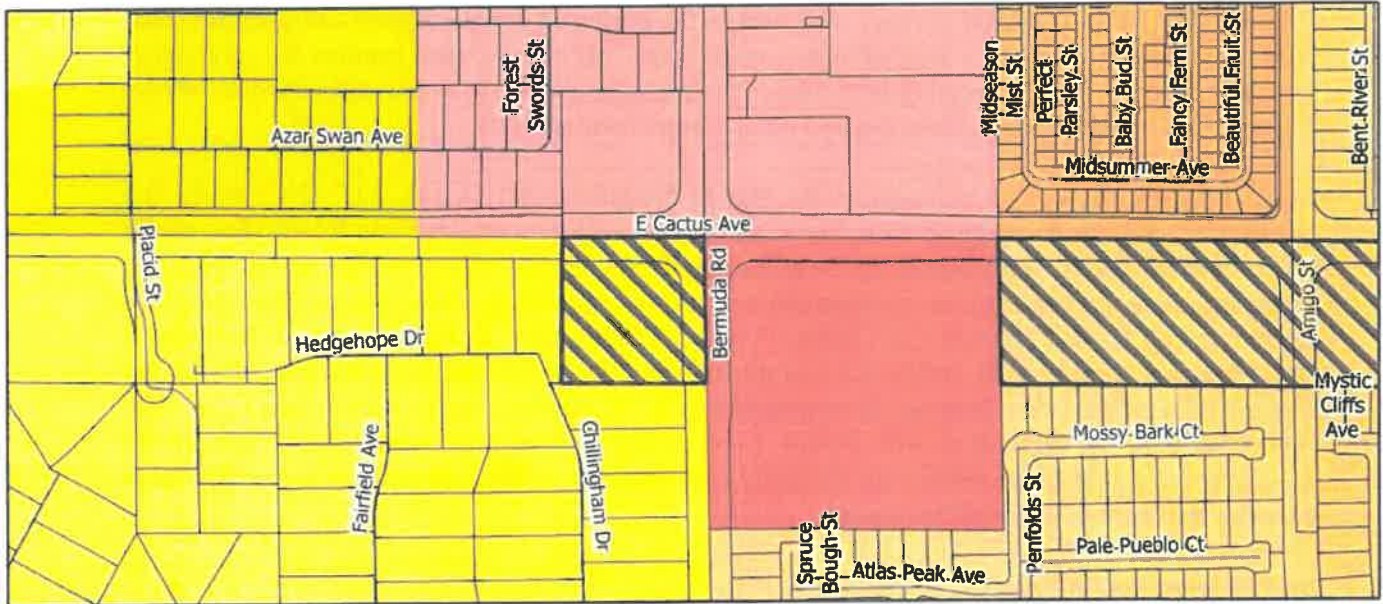 Forest
Swords St
Midseason
Mist St
Perfect
Parsley St
Baby Bud St
Fancy Fern St
Beautiful Fruit St
Bent River St
Azar Swan Ave
Midsummer Ave
E Cactus Ave
Placid St
Bermuda Rd
Amigo St
Hedgehope Dr
Mystic
Cliffs
Ave
Fairfield Ave
Chillingham Dr
Mossy Bark Ct
Penfolds St
Pale Pueblo Ct
Spruce
Bough St
Atlas Peak Ave